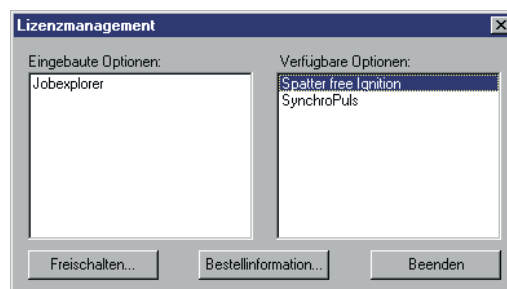 Lizenzmanagement
Eingebaute Optionen:
Verfügbare Optionen:
Jobexplorer
Spatter free Ignition
SynchroPuls
Freischalten...
Bestellinformation...
Beenden